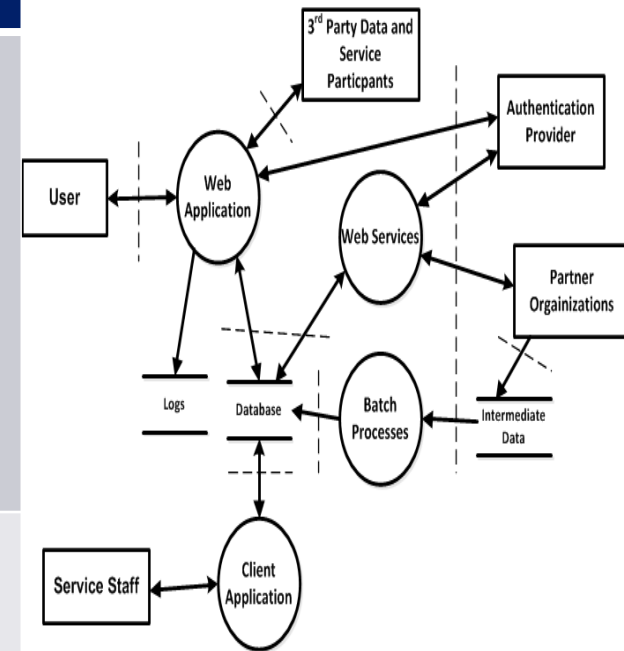 3rd Party Data and
Service
Particpants
Authentication
Provider
User
Web
Application
Web Services
Partner
Orgainizations
Logs
Database
Batch
Processes
Intermediate
Data
Client
Application
Service Staff